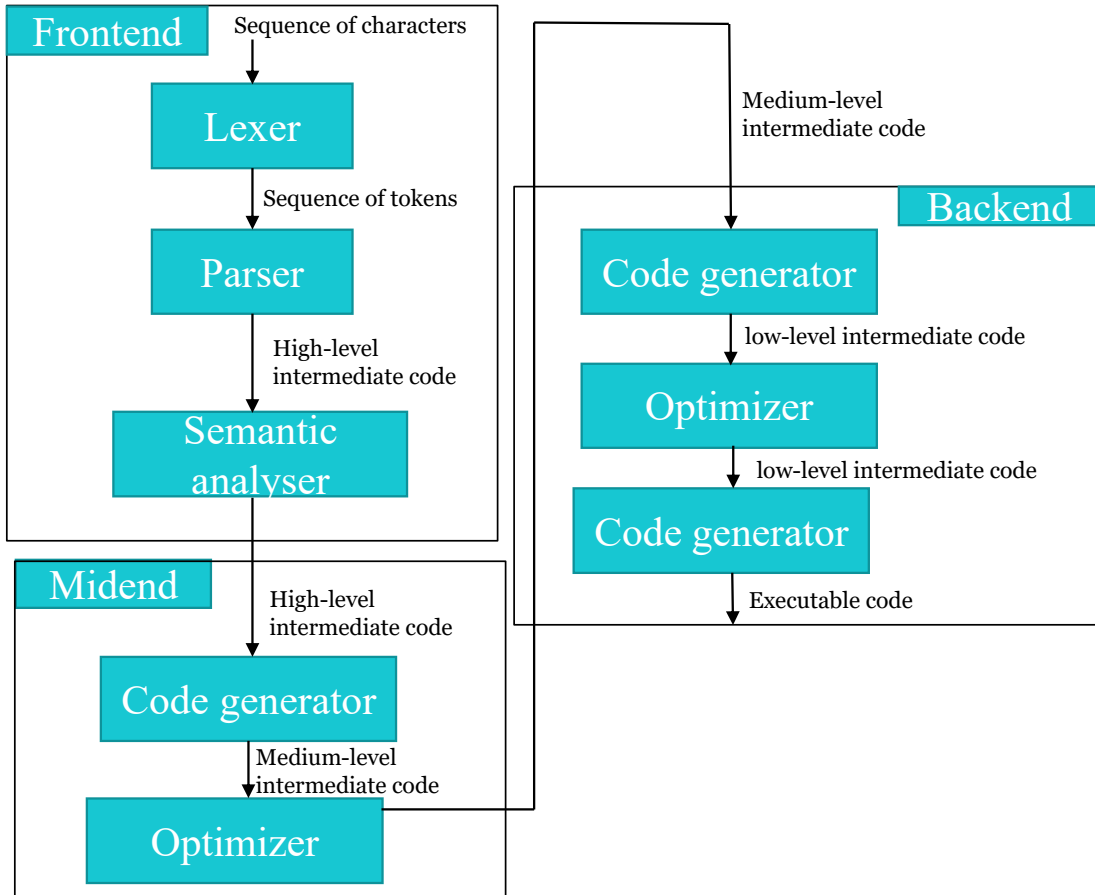 Frontend
Sequence of characters
Lexer
Sequence of tokens
Parser
High-level
intermediate code
Semantic
analyser
Midend
High-level
intermediate code
Code generator
Medium-level
intermediate code
Optimizer
Medium-level
intermediate code
Backend
Code generator
low-level intermediate code
Optimizer
low-level intermediate code
Code generator
Executable code